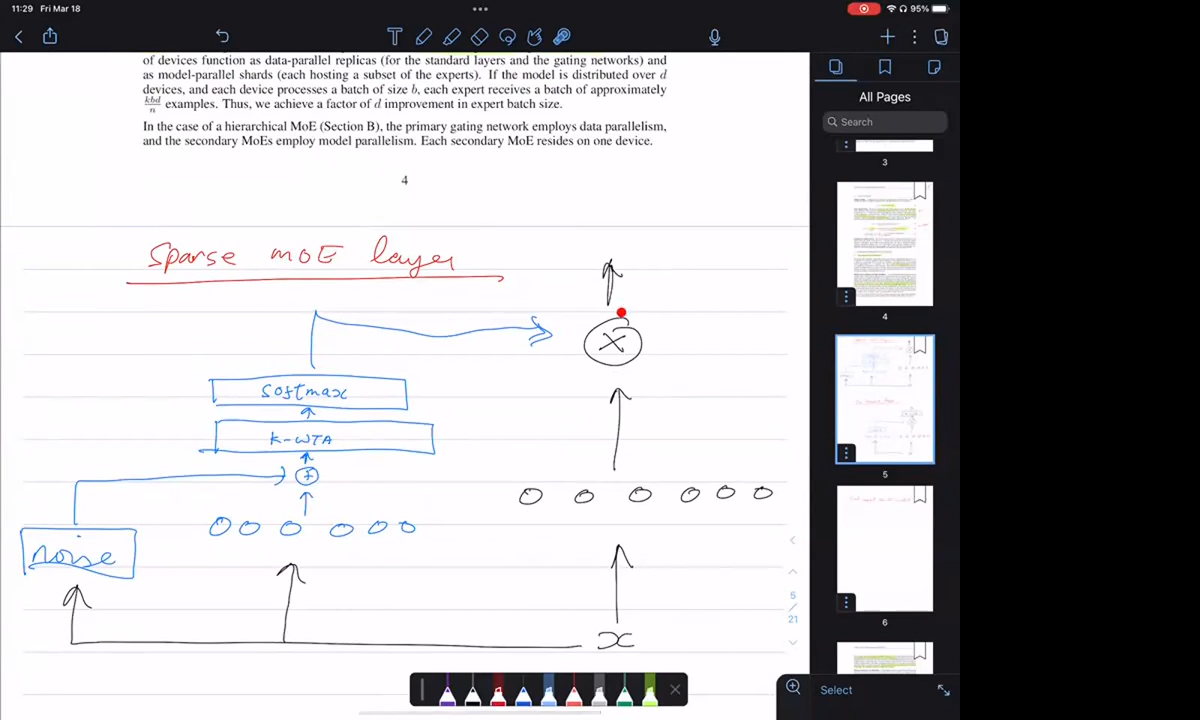 11:29 Fri Mar 18
95%
of devices function as data-parallel replicas (for the standard layers and the gating networks) and
as model-parallel shards (each hosting a subset of the experts). If the model is distributed over d
devices, and each device processes a batch of size b, each expert receives a batch of approximately
kbd/n examples. Thus, we achieve a factor of d improvement in expert batch size.
In the case of a hierarchical MoE (Section B), the primary gating network employs data parallelism,
and the secondary MoEs employ model parallelism. Each secondary MoE resides on one device.
4
Sparse MoE layer
X
Softmax
K-WTA
+
noise
x
5
/
21
All Pages
Search
3
4
5
6
Select